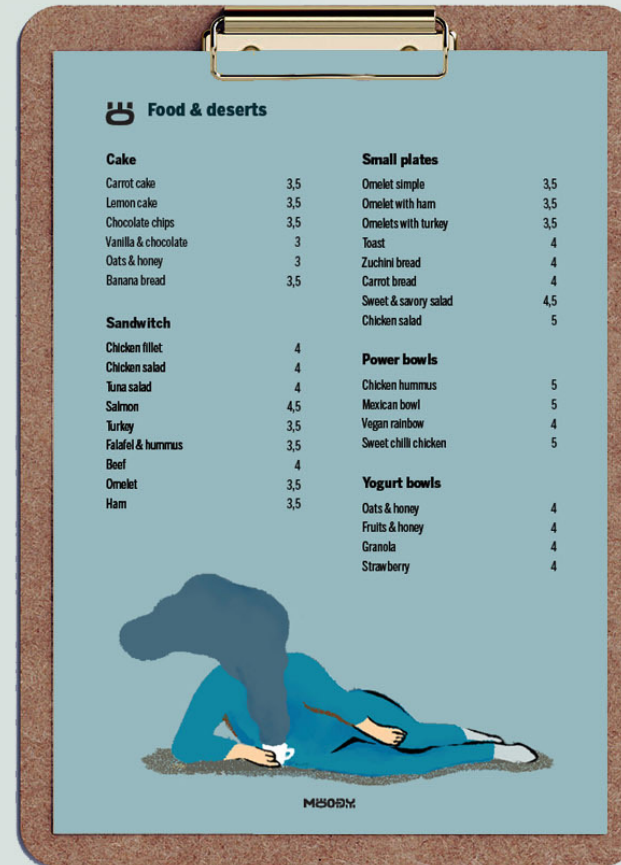 Food & deserts
Cake
Carrot cake 3,5
Lemon cake 3,5
Chocolate chips 3,5
Vanilla & chocolate 3
Oats & honey 3
Banana bread 3,5
Sandwitch
Chicken fillet 4
Chicken salad 4
Tuna salad 4
Salmon 4,5
Turkey 3,5
Falafel & hummus 3,5
Beef 4
Omelet 3,5
Ham 3,5
Small plates
Omelet simple 3,5
Omelet with ham 3,5
Omelets with turkey 3,5
Toast 4
Zuchini bread 4
Carrot bread 4
Sweet & savory salad 4,5
Chicken salad 5
Power bowls
Chicken hummus 5
Mexican bowl 5
Vegan rainbow 4
Sweet chilli chicken 5
Yogurt bowls
Oats & honey 4
Fruits & honey 4
Granola 4
Strawberry 4
MOODY